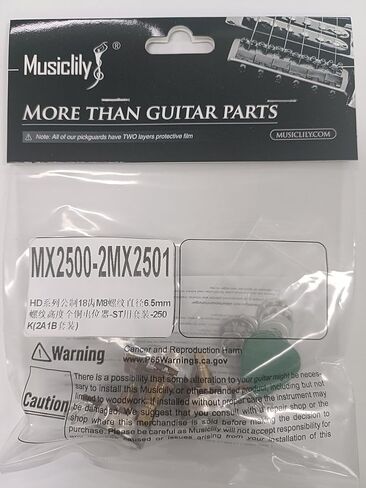 Musiclily®
MORE THAN GUITAR PARTS
Note: All of our pickguards have TWO layers protective film
MUSICLILY.COM
MX2500-2MX2501
HD系列公制18齿M8螺纹直径6.5mm
螺纹高度全铜电位器-ST用套装-250
K(2A1B套装)
Warning
Cancer and Reproduction Harm
www.P65Warnings.ca.gov
Caution
There is a possibility that some alteration to your guitar might be neces-
sary to install this Musiclily or other branded product, including but not
limited to woodwork. If installed without proper care the instrument may
be damaged, we suggest that you consult with a repair shop or the
shop where this merchandise is sold before making the decision to
purchase. Please be aware that Musiclily will not accept responsibility for
caused or issues arising from installation of this